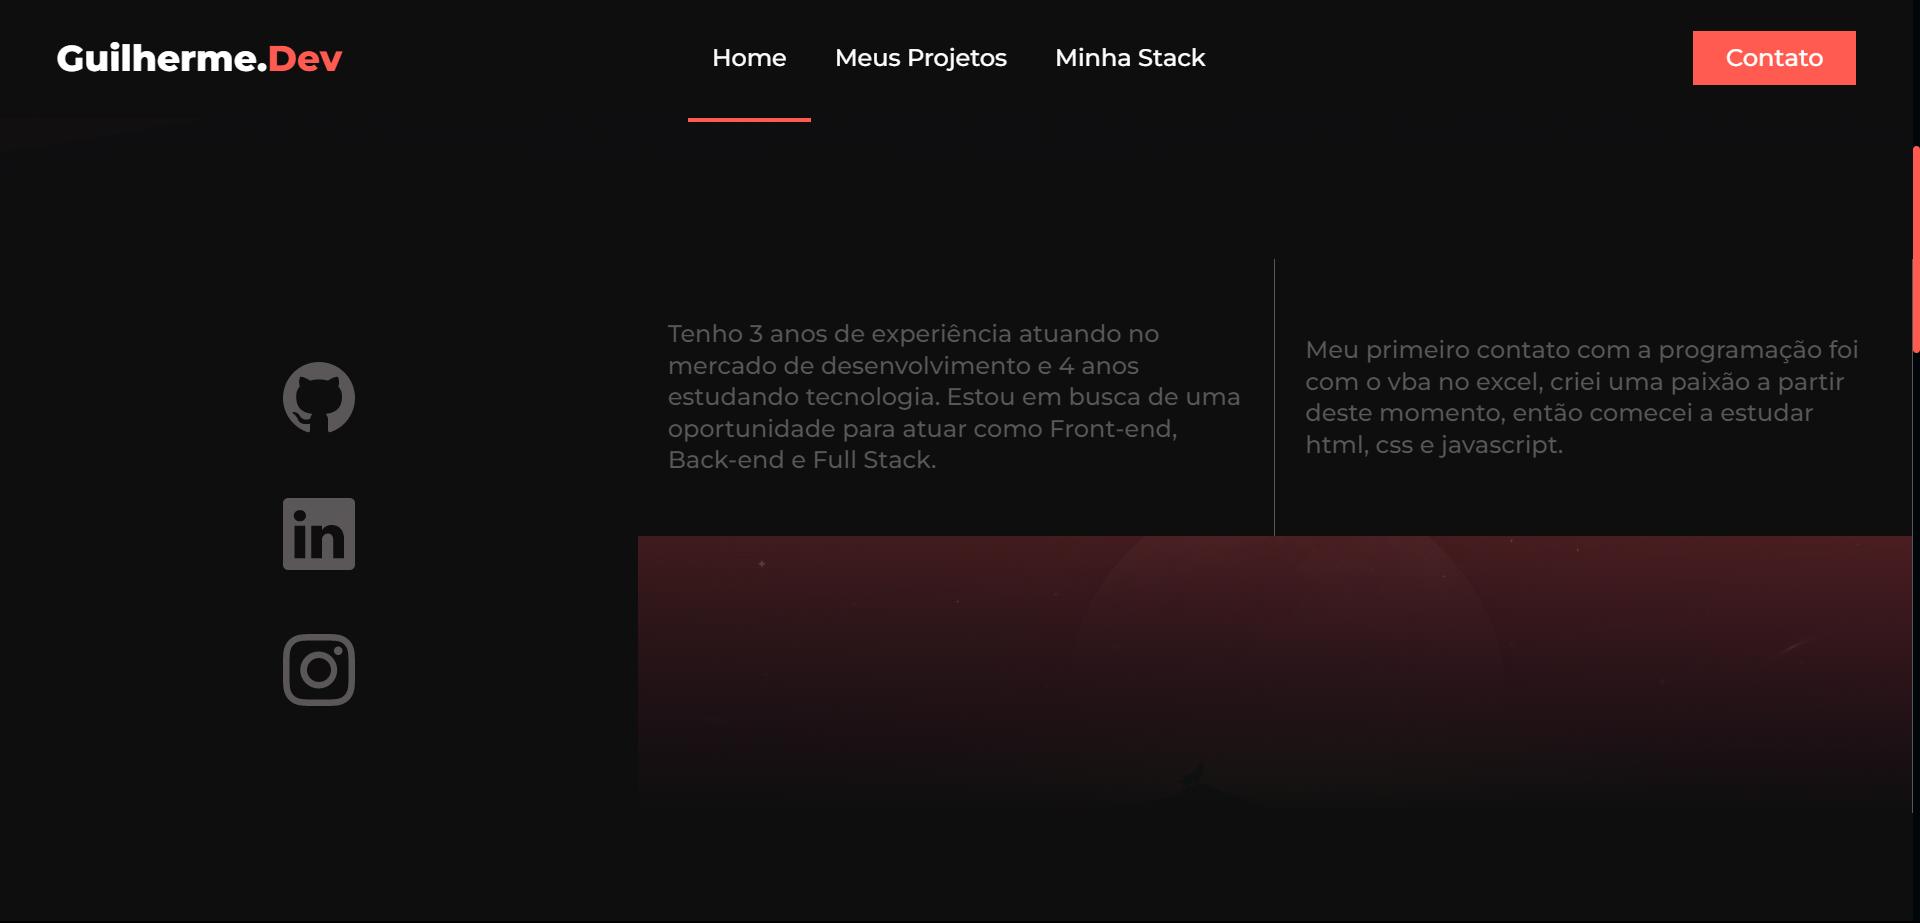 Guilherme.Dev
Home
Meus Projetos
Minha Stack
Contato
Tenho 3 anos de experiência atuando no
mercado de desenvolvimento e 4 anos
estudando tecnologia. Estou em busca de uma
oportunidade para atuar como Front-end,
Back-end e Full Stack.
Meu primeiro contato com a programação foi
com o vba no excel, criei uma paixão a partir
deste momento, então comecei a estudar
html, css e javascript.
in